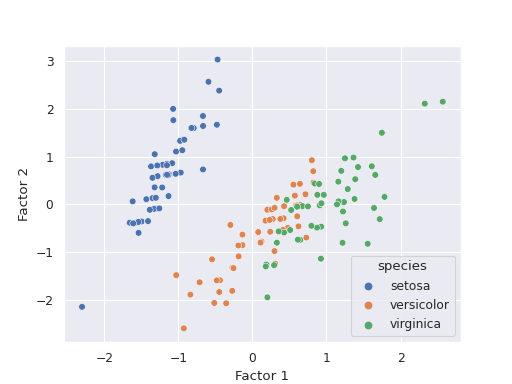 3
2
1
0
−1
−2
Factor 2
−2
−1
0
1
2
Factor 1
species
setosa
versicolor
virginica